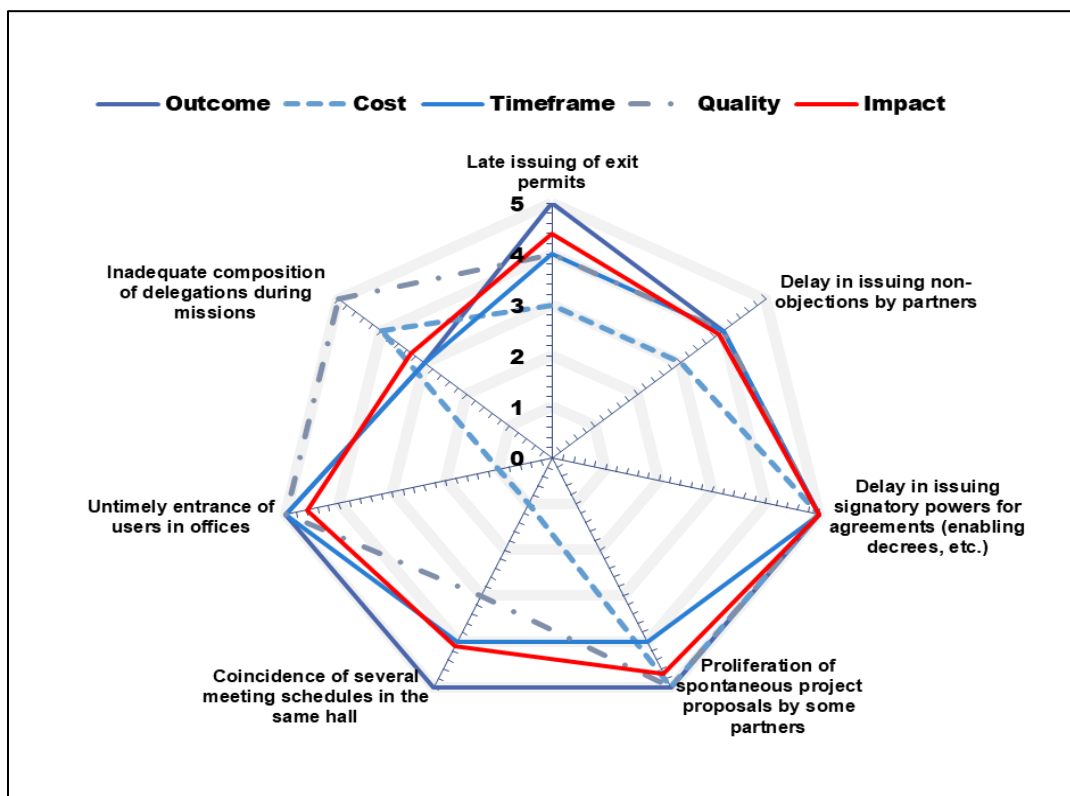 Outcome Cost Timeframe Quality Impact
Late issuing of exit
permits
5
4
3
2
1
0
Delay in issuing non-
objections by partners
Delay in issuing
signatory powers for
agreements (enabling
decrees, etc.)
Proliferation of
spontaneous project
proposals by some
partners
Coincidence of several
meeting schedules in the
same hall
Untimely entrance of
users in offices
Inadequate composition
of delegations during
missions